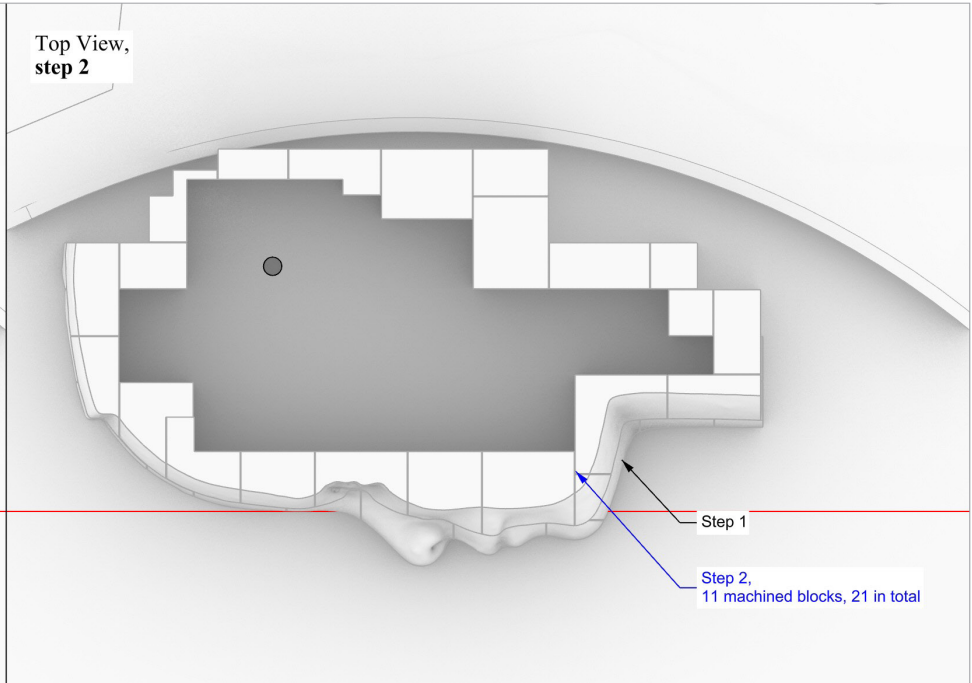 Top View,
step 2
Step 1
Step 2,
11 machined blocks, 21 in total